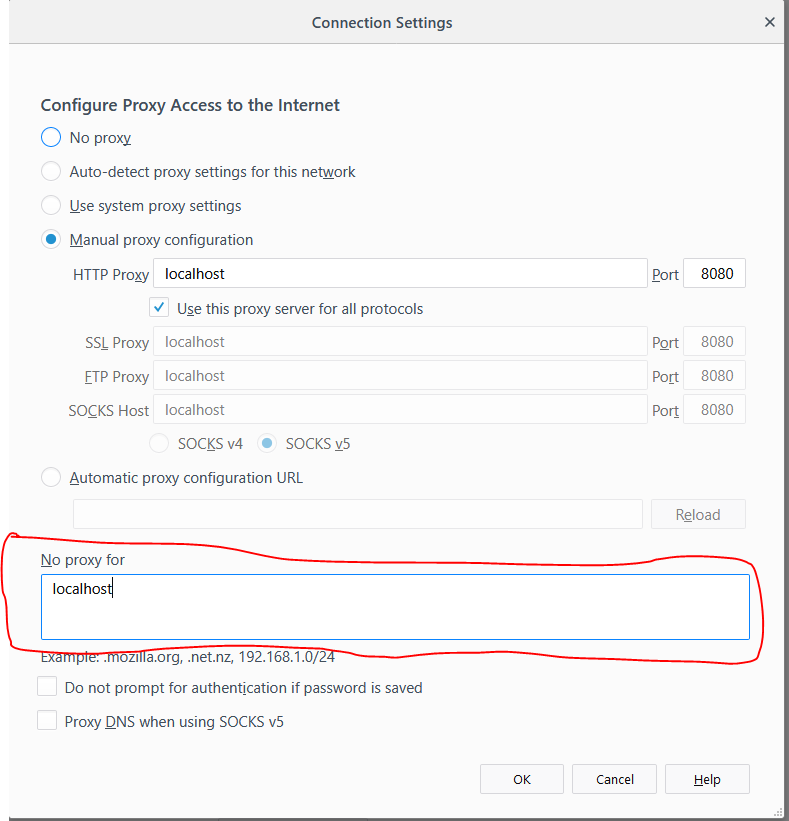 Connection Settings
Configure Proxy Access to the Internet
No proxy
Auto-detect proxy settings for this network
Use system proxy settings
Manual proxy configuration
HTTP Proxy localhost Port 8080
Use this proxy server for all protocols
SSL Proxy localhost Port 8080
FTP Proxy localhost Port 8080
SOCKS Host localhost Port 8080
SOCKS v4 SOCKS v5
Automatic proxy configuration URL
Reload
No proxy for
localhost
Example: .mozilla.org, .net.nz, 192.168.1.0/24
Do not prompt for authentication if password is saved
Proxy DNS when using SOCKS v5
OK Cancel Help